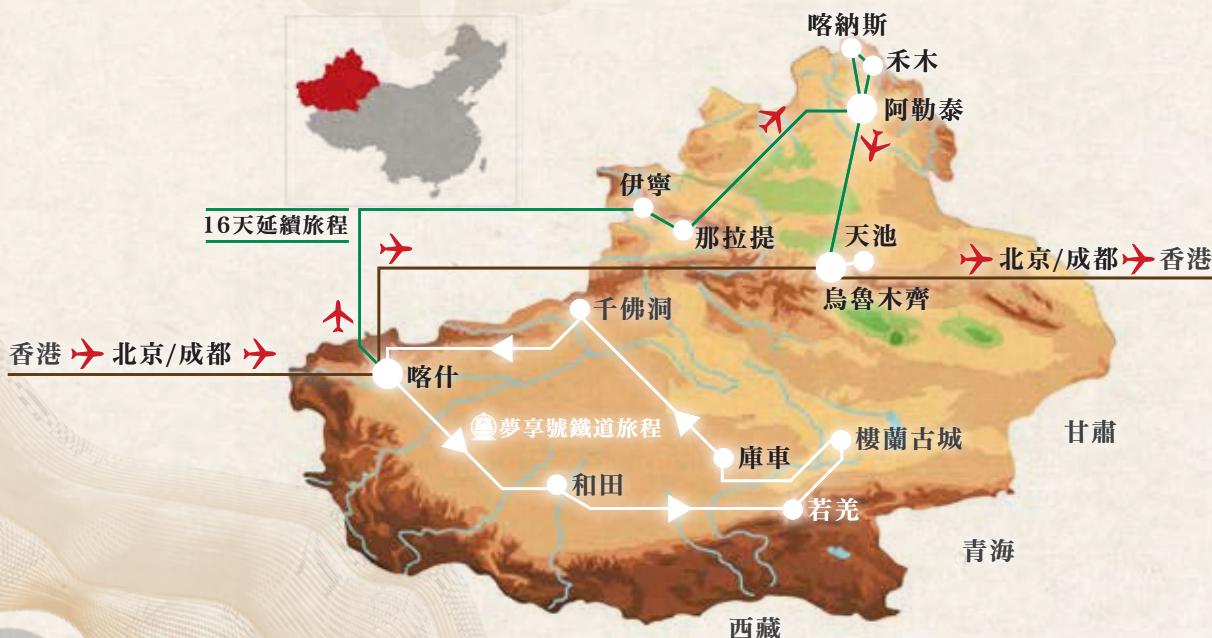 喀納斯
禾木
阿勒泰
伊寧
16天延續旅程
那拉提
天池
北京/成都
香港
烏魯木齊
千佛洞
香港
北京/成都
喀什
夢享號鐵道旅程
樓蘭古城
甘肅
庫車
和田
若羌
青海
西藏